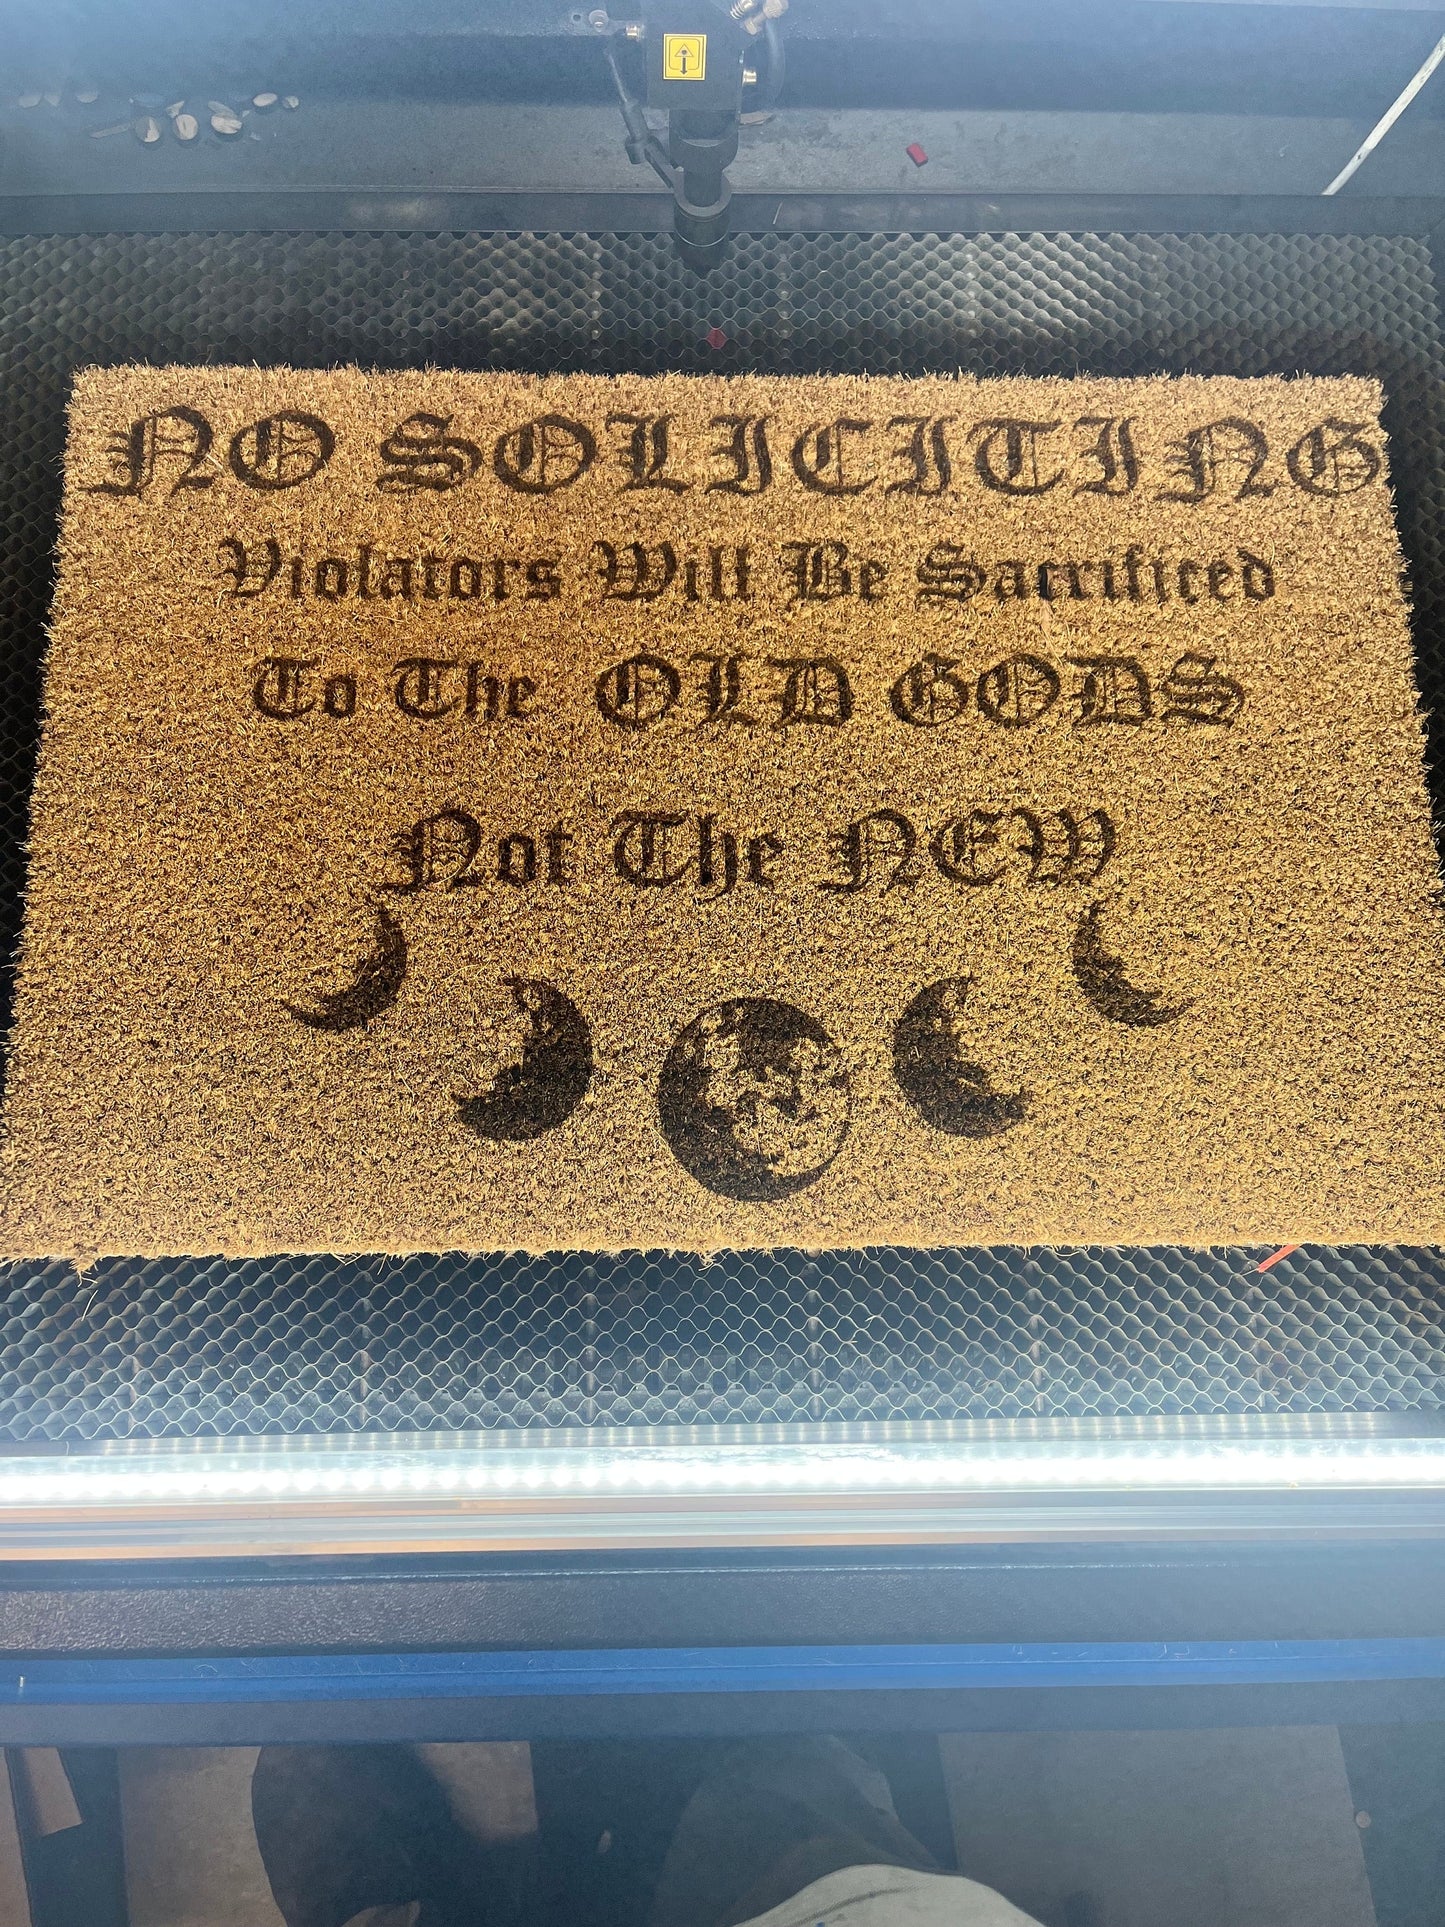 NO SOLICITING
Violators Will Be Sacrificed
To The OLD GODS
Not The NEW